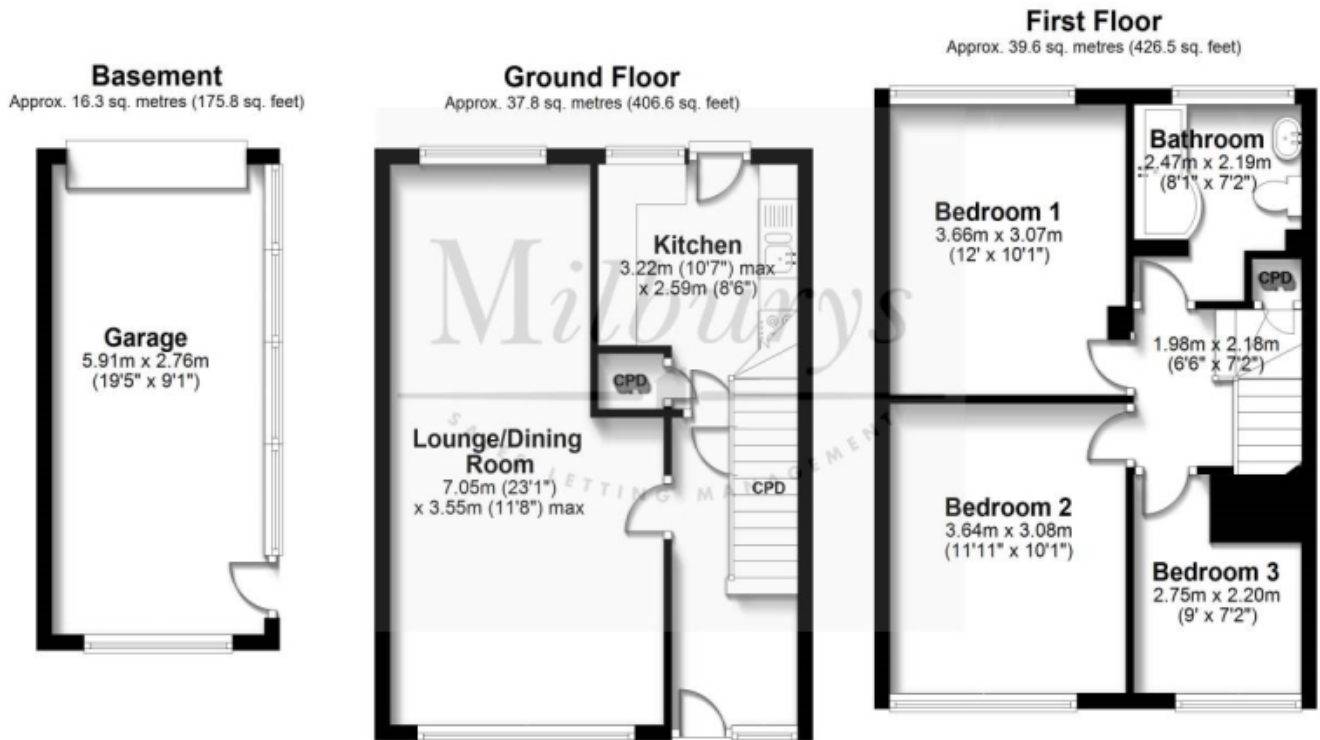 Basement
Approx. 16.3 sq. metres (175.8 sq. feet)
Garage
5.91m x 2.76m
(19'5" x 9'1")
Ground Floor
Approx. 37.8 sq. metres (406.6 sq. feet)
Kitchen
3.22m (10'7") max
x 2.59m (8'6")
CPD
Lounge/Dining
Room
7.05m (23'1")
x 3.55m (11'8") max
CPD
Milburys
SALES LETTING MANAGEMENT
First Floor
Approx. 39.6 sq. metres (426.5 sq. feet)
Bathroom
2.47m x 2.19m
(8'1" x 7'2")
Bedroom 1
3.66m x 3.07m
(12' x 10'1")
CPD
1.98m x 2.18m
(6'6" x 7'2")
Bedroom 2
3.64m x 3.08m
(11'11" x 10'1")
Bedroom 3
2.75m x 2.20m
(9' x 7'2")